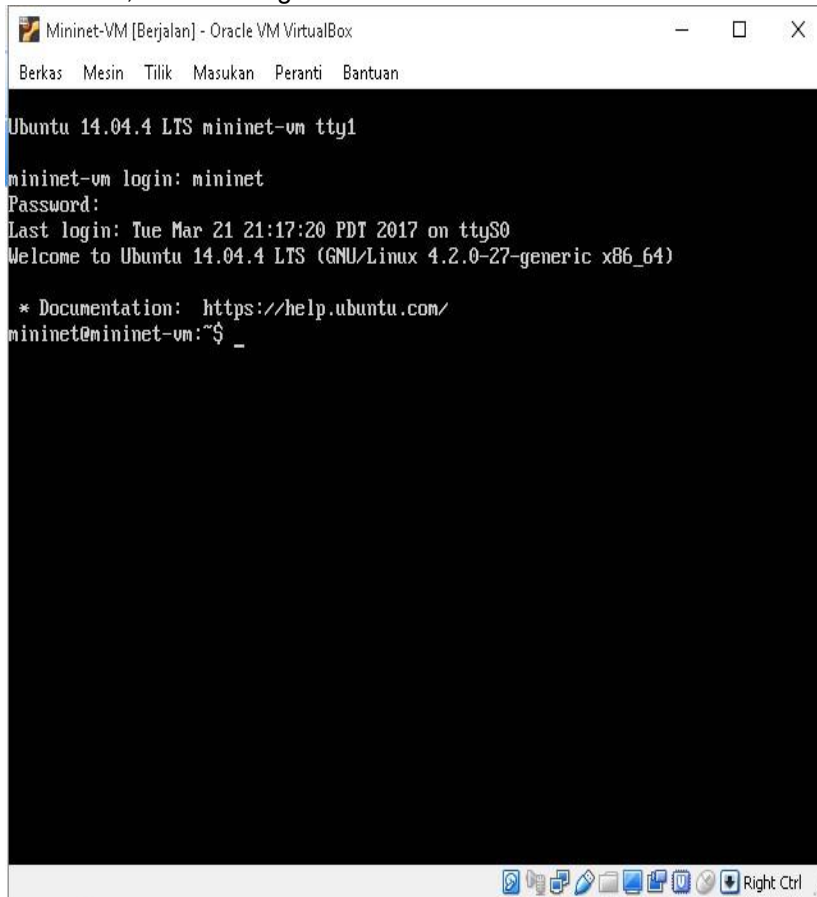 Mininet-VM [Berjalan] - Oracle VM VirtualBox
Berkas Mesin Tilik Masukan Peranti Bantuan
Ubuntu 14.04.4 LTS mininet-vm tty1
mininet-vm login: mininet
Password:
Last login: Tue Mar 21 21:17:20 PDT 2017 on ttyS0
Welcome to Ubuntu 14.04.4 LTS (GNU/Linux 4.2.0-27-generic x86_64)
* Documentation: https://help.ubuntu.com/
mininet@mininet-vm:~$ _
Right Ctrl